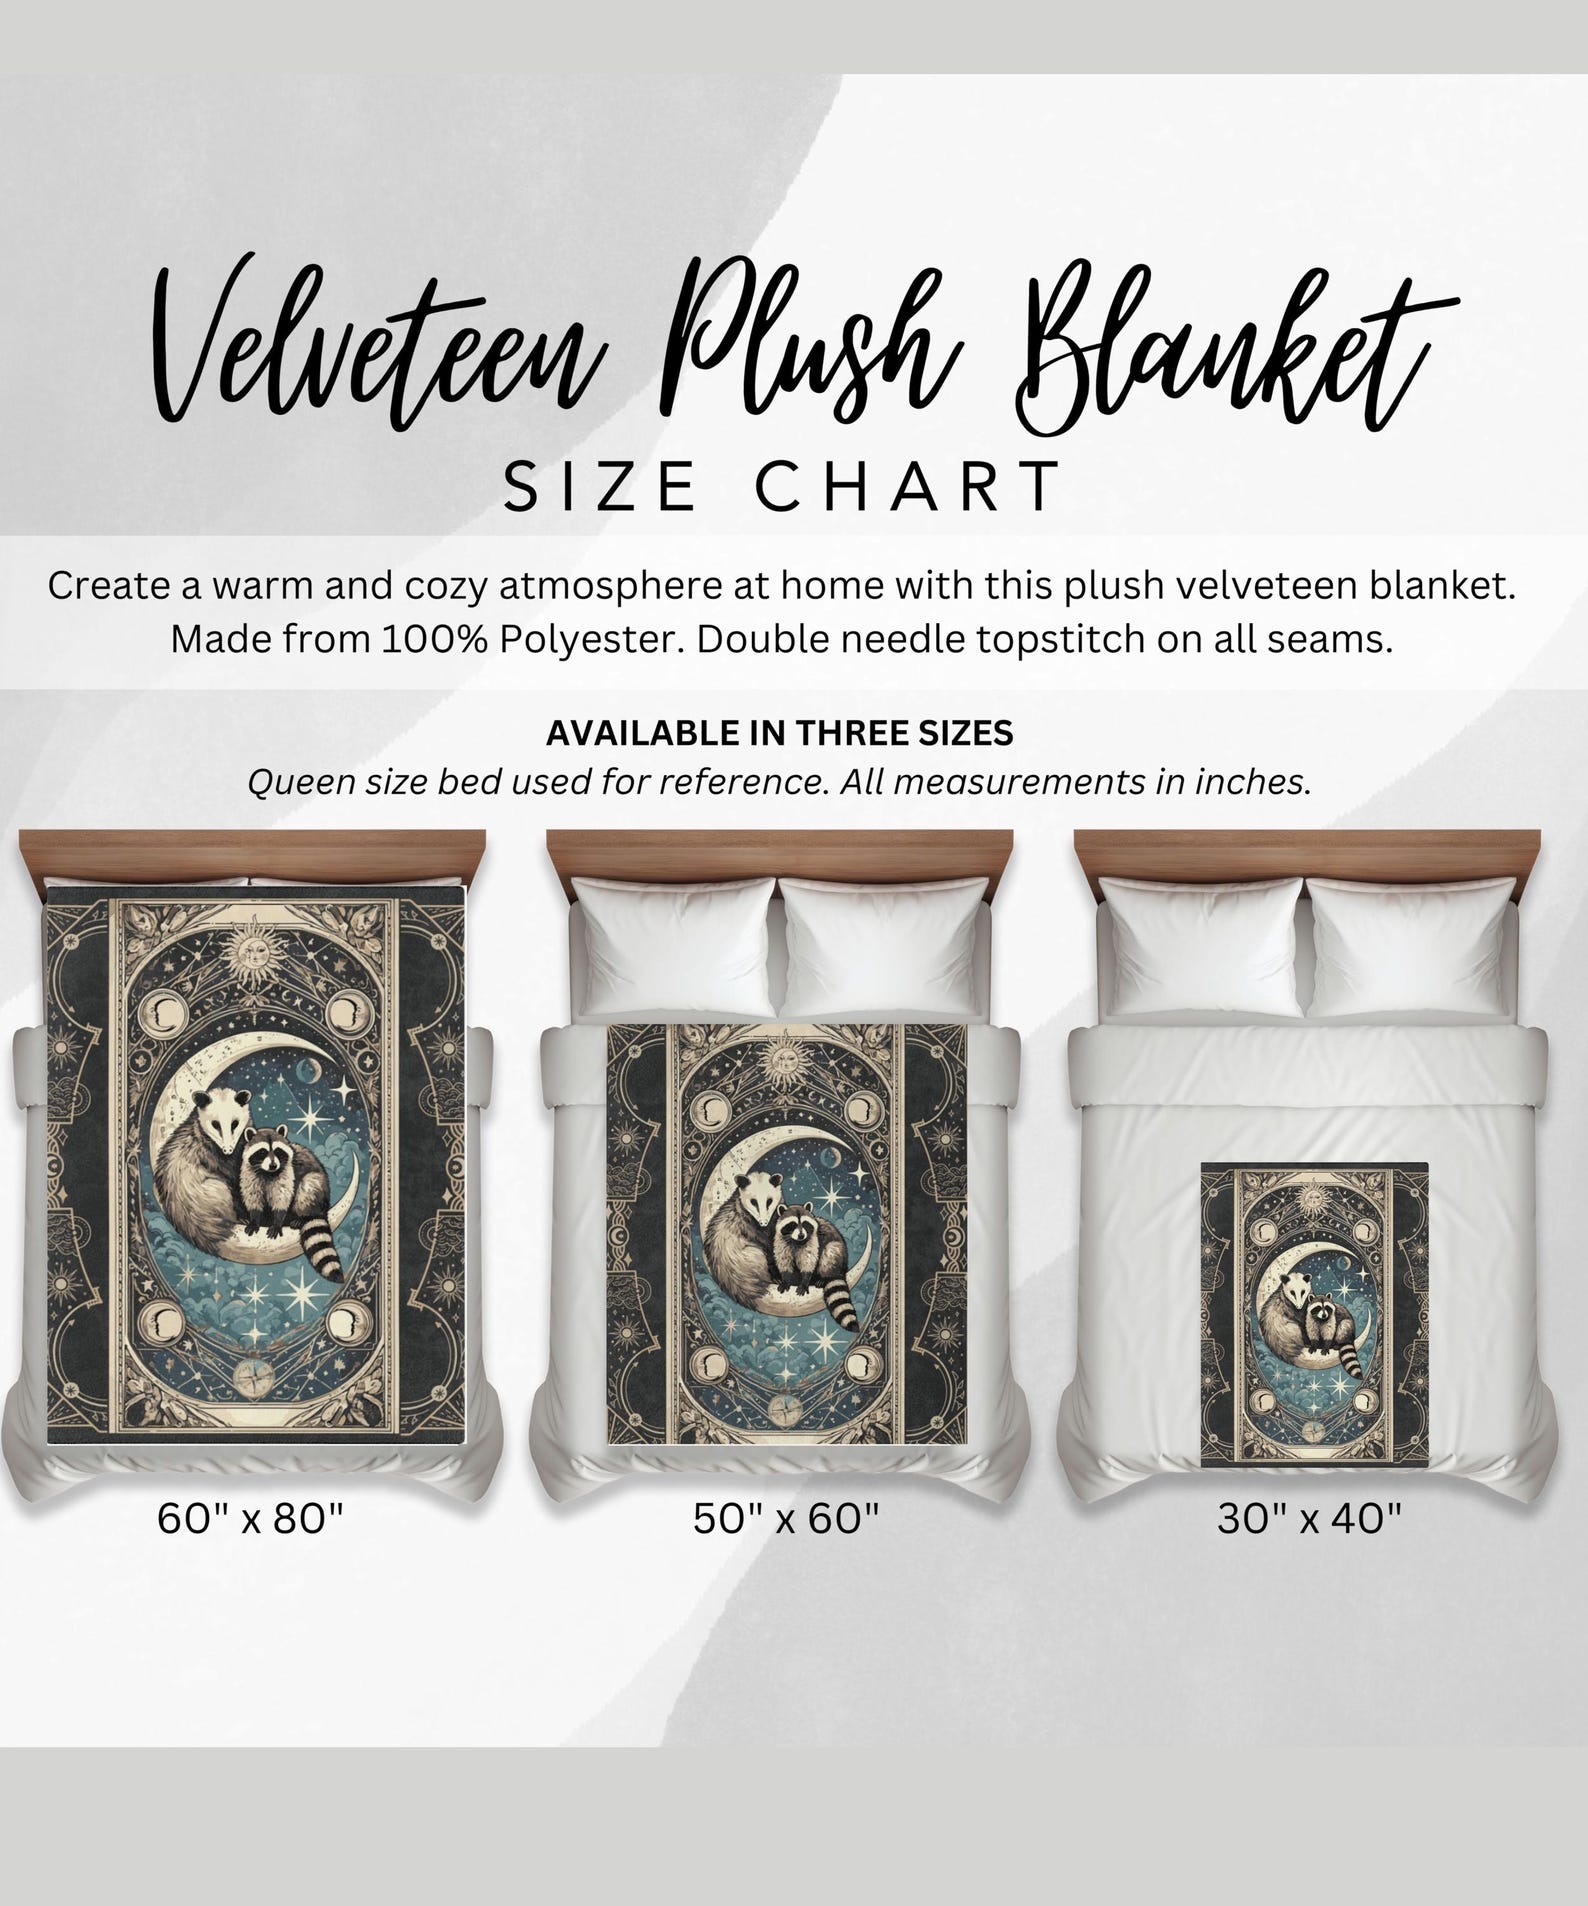 Velveteen Plush Blanket
SIZE CHART
Create a warm and cozy atmosphere at home with this plush velveteen blanket.
Made from 100% Polyester. Double needle topstitch on all seams.
AVAILABLE IN THREE SIZES
Queen size bed used for reference. All measurements in inches.
60" x 80"
50" x 60"
30" x 40"